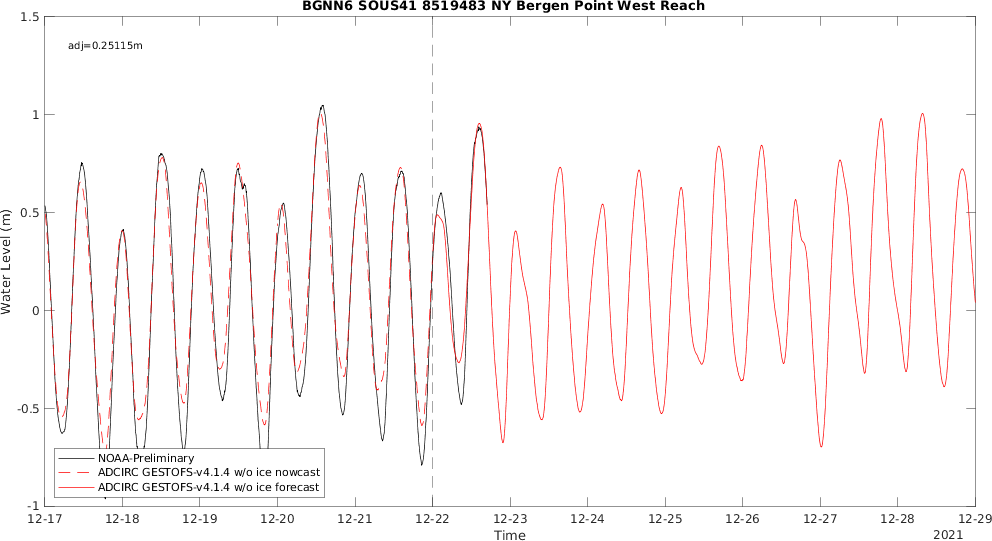 BGNN6 SOUS41 8519483 NY Bergen Point West Reach
adj=0.25115m
1.5
1
0.5
0
-0.5
-1
Water Level (m)
NOAA-Preliminary
ADCIRC GESTOFS-v4.1.4 w/o ice nowcast
ADCIRC GESTOFS-v4.1.4 w/o ice forecast
12-17 12-18 12-19 12-20 12-21 12-22 12-23 12-24 12-25 12-26 12-27 12-28 12-29
Time
2021